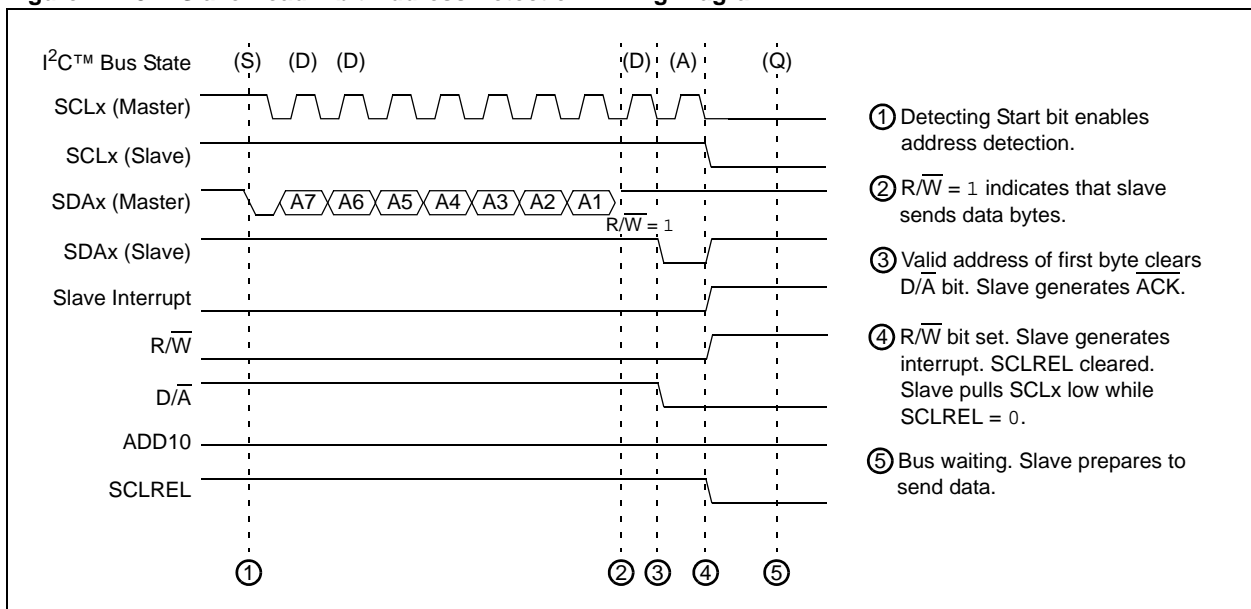 I²C™ Bus State (S) (D) (D) (D) (A) (Q)
SCLx (Master)
SCLx (Slave)
SDAx (Master) A7 A6 A5 A4 A3 A2 A1
R/W̅ = 1
SDAx (Slave)
Slave Interrupt
R/W̅
D/A̅
ADD10
SCLREL
① ② ③ ④ ⑤
① Detecting Start bit enables
address detection.
② R/W̅ = 1 indicates that slave
sends data bytes.
③ Valid address of first byte clears
D/A̅ bit. Slave generates A̅C̅K̅.
④ R/W̅ bit set. Slave generates
interrupt. SCLREL cleared.
Slave pulls SCLx low while
SCLREL = 0.
⑤ Bus waiting. Slave prepares to
send data.